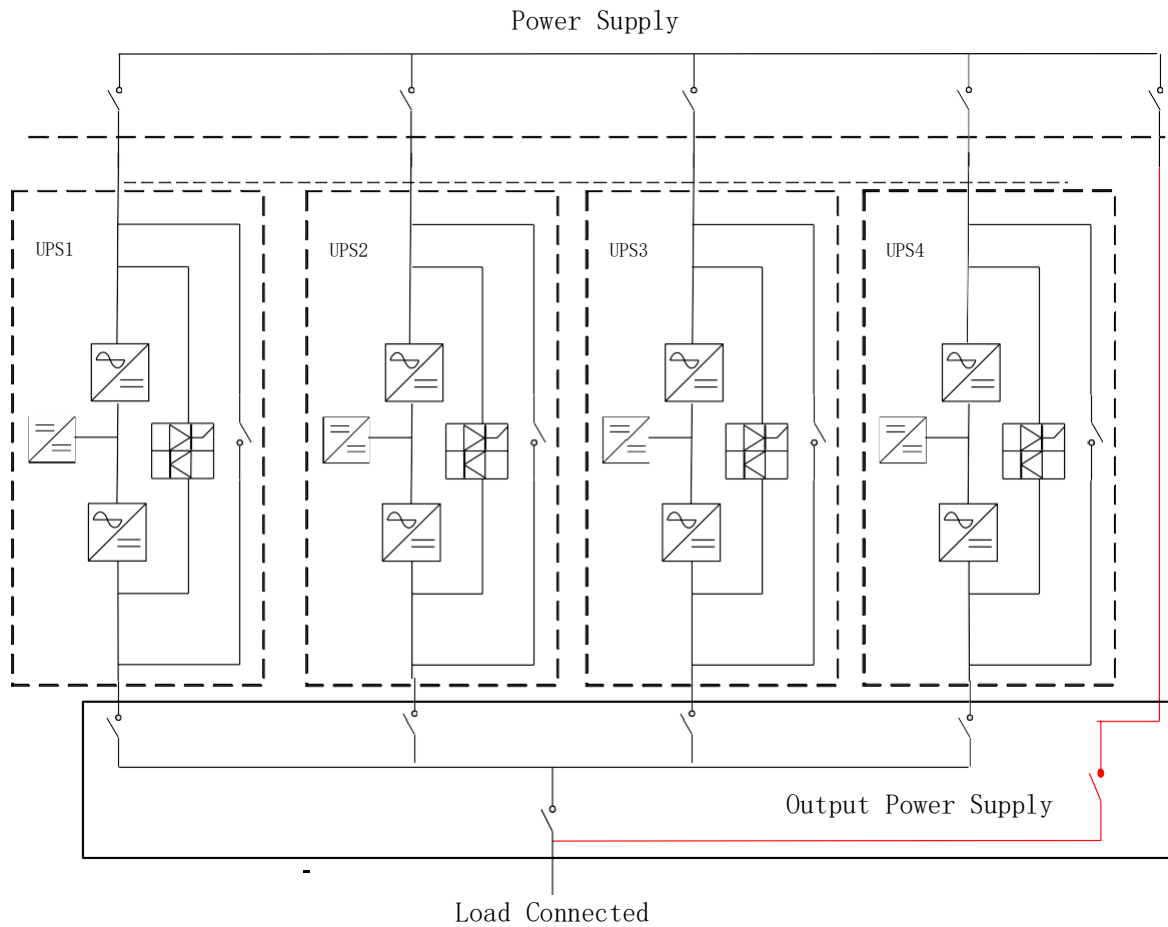 Power Supply
UPS1
UPS2
UPS3
UPS4
Output Power Supply
Load Connected